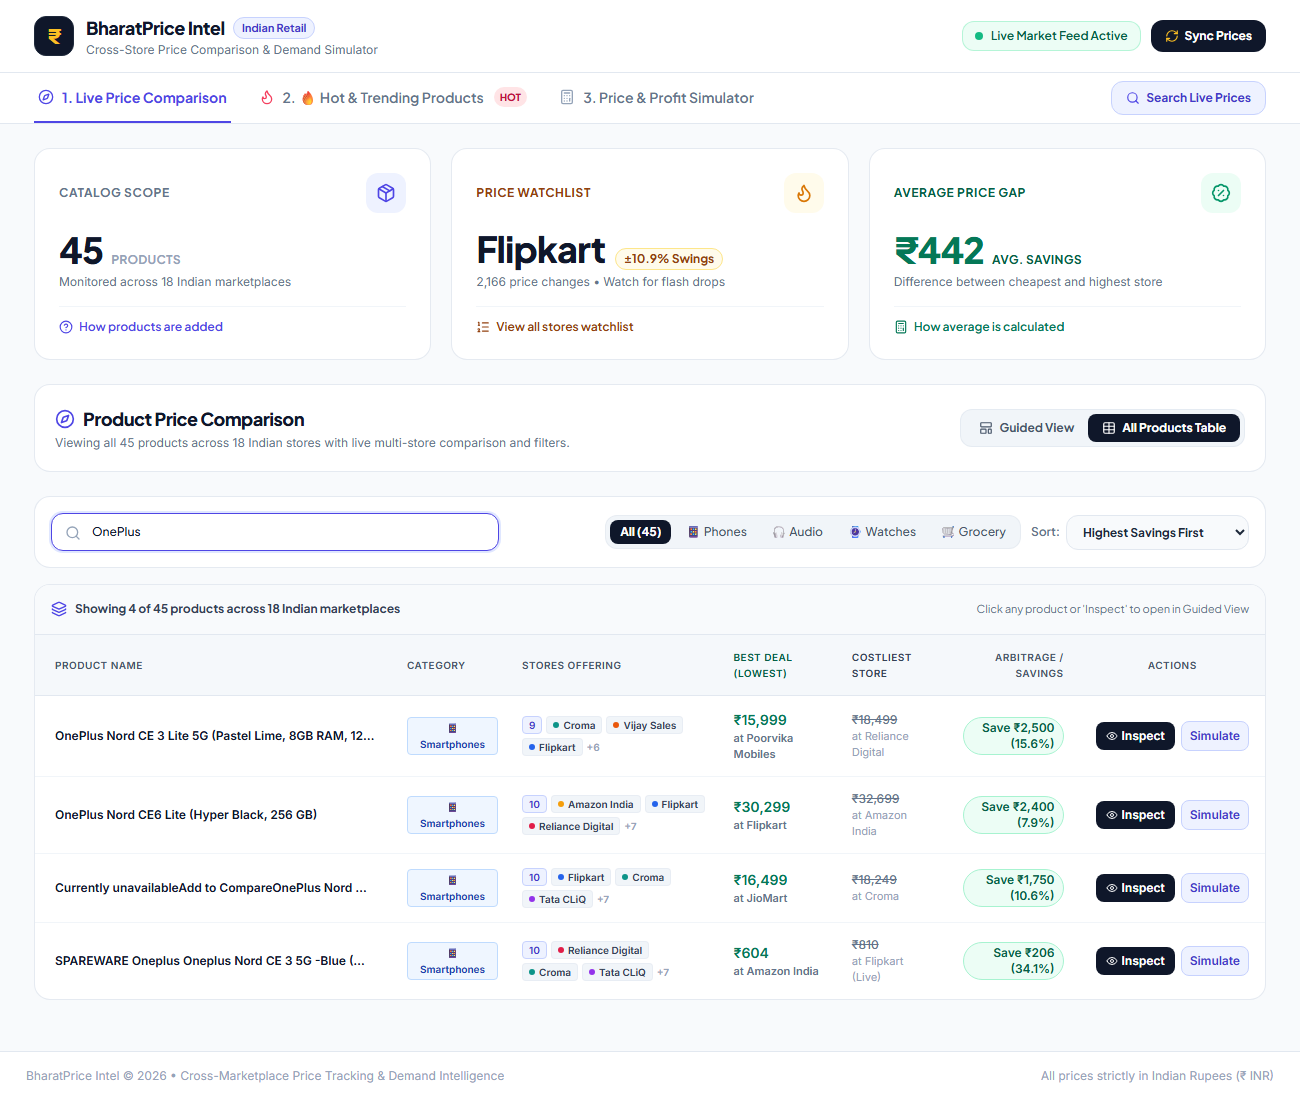 ₹
BharatPrice Intel Indian Retail
Cross-Store Price Comparison & Demand Simulator
Live Market Feed Active
Sync Prices
1. Live Price Comparison
2. 🔥 Hot & Trending Products HOT
3. Price & Profit Simulator
Search Live Prices
CATALOG SCOPE
45 PRODUCTS
Monitored across 18 Indian marketplaces
How products are added
PRICE WATCHLIST
Flipkart ±10.9% Swings
2,166 price changes • Watch for flash drops
View all stores watchlist
AVERAGE PRICE GAP
₹442 AVG. SAVINGS
Difference between cheapest and highest store
How average is calculated
Product Price Comparison
Viewing all 45 products across 18 Indian stores with live multi-store comparison and filters.
Guided View
All Products Table
OnePlus
All (45)
Phones
Audio
Watches
Grocery
Sort:
Highest Savings First
Showing 4 of 45 products across 18 Indian marketplaces
Click any product or 'Inspect' to open in Guided View
PRODUCT NAME
CATEGORY
STORES OFFERING
BEST DEAL
(LOWEST)
COSTLIEST
STORE
ARBITRAGE /
SAVINGS
ACTIONS
OnePlus Nord CE 3 Lite 5G (Pastel Lime, 8GB RAM, 12...
Smartphones
9 Croma Vijay Sales
Flipkart +6
₹15,999
at Poorvika
Mobiles
₹18,499
at Reliance
Digital
Save ₹2,500
(15.6%)
Inspect
Simulate
OnePlus Nord CE6 Lite (Hyper Black, 256 GB)
Smartphones
10 Amazon India Flipkart
Reliance Digital +7
₹30,299
at Flipkart
₹32,699
at Amazon
India
Save ₹2,400
(7.9%)
Inspect
Simulate
Currently unavailableAdd to CompareOnePlus Nord ...
Smartphones
10 Flipkart Croma
Tata CLiQ +7
₹16,499
at JioMart
₹18,249
at Croma
Save ₹1,750
(10.6%)
Inspect
Simulate
SPAREWARE Oneplus Oneplus Nord CE 3 5G -Blue (...
Smartphones
10 Reliance Digital
Croma Tata CLiQ +7
₹604
at Amazon India
₹810
at Flipkart
(Live)
Save ₹206
(34.1%)
Inspect
Simulate
BharatPrice Intel © 2026 • Cross-Marketplace Price Tracking & Demand Intelligence
All prices strictly in Indian Rupees (₹ INR)